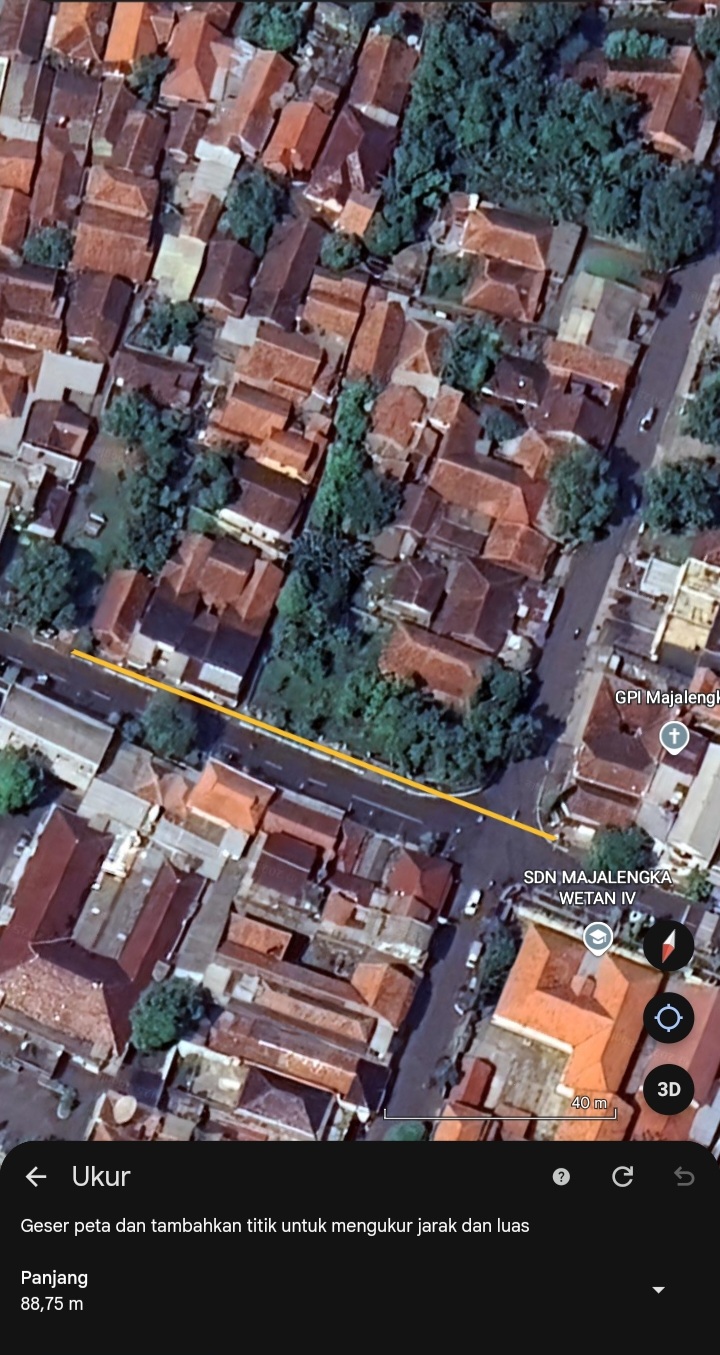 GPI Majalengk
SDN MAJALENGKA
WETAN IV
3D
40 m
Ukur
Geser peta dan tambahkan titik untuk mengukur jarak dan luas
Panjang
88,75 m